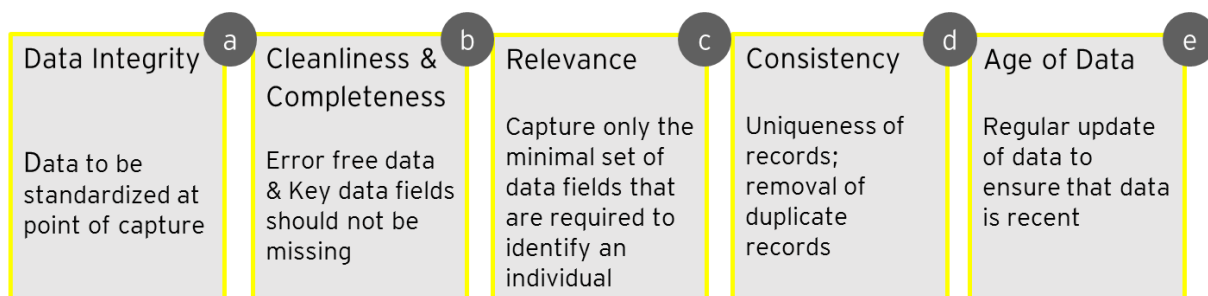 a
Data Integrity
Data to be
standardized at
point of capture
b
Cleanliness &
Completeness
Error free data
& Key data fields
should not be
missing
c
Relevance
Capture only the
minimal set of
data fields that
are required to
identify an
individual
d
Consistency
Uniqueness of
records;
removal of
duplicate
records
e
Age of Data
Regular update
of data to
ensure that data
is recent